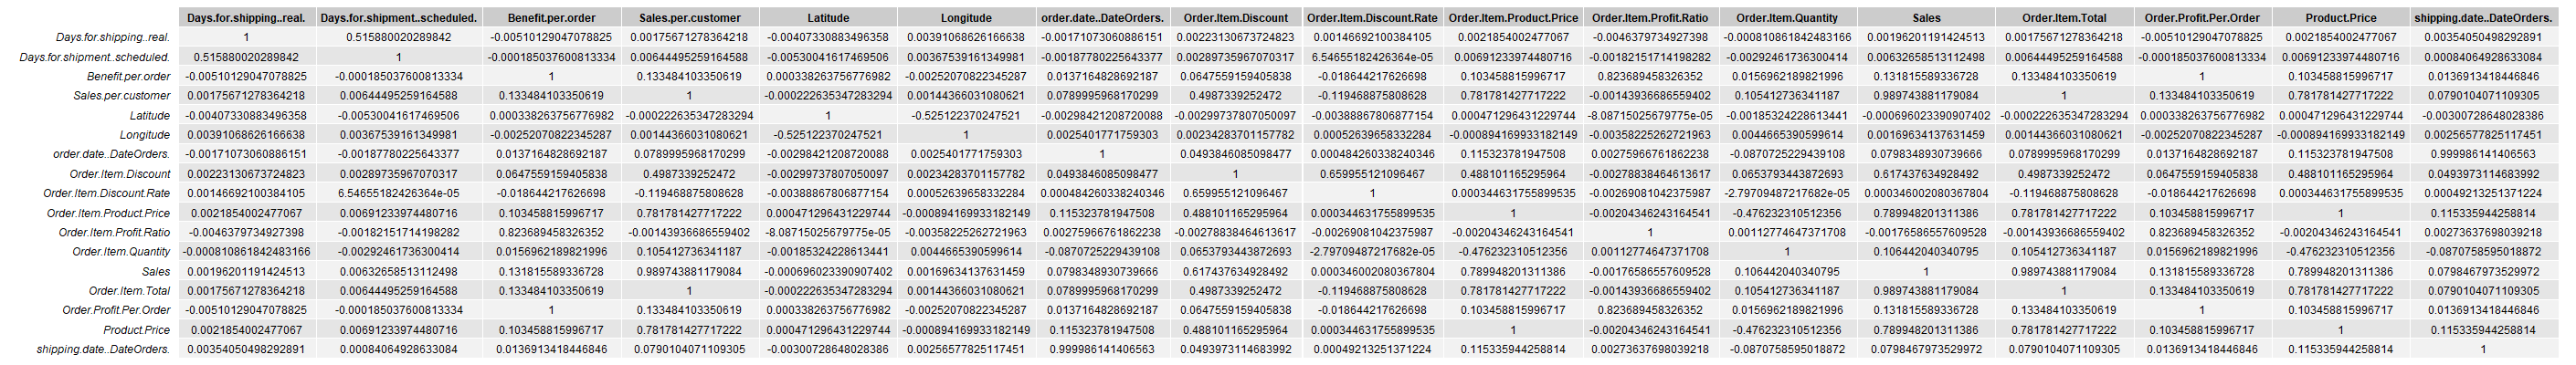 Days.for.shipping..real. Days.for.shipment..scheduled. Benefit.per.order Sales.per.customer Latitude Longitude order.date..DateOrders. Order.Item.Discount Order.Item.Discount.Rate Order.Item.Product.Price Order.Item.Profit.Ratio Order.Item.Quantity Sales Order.Item.Total Order.Profit.Per.Order Product.Price shipping.date..DateOrders.
Days.for.shipping..real. 1 0.515880020289842 -0.00510129047078825 0.00175671278364218 -0.00407330883496358 0.00391068626166638 -0.00171073060886151 0.00223130673724823 0.00146692100384105 0.0021854002477067 -0.0046379734927398 -0.000810861842483166 0.00196201191424513 0.00175671278364218 -0.00510129047078825 0.0021854002477067 0.00354050498292891
Days.for.shipment..scheduled. 0.515880020289842 1 -0.000185037600813334 0.00644495259164588 -0.00530041617469506 0.00367539161349981 -0.00187780225643377 0.00289735967070317 6.54655182426364e-05 0.00691233974480716 -0.00182151714198282 -0.00292461736300414 0.00632658513112498 0.00644495259164588 -0.000185037600813334 0.00691233974480716 0.00084064928633084
Benefit.per.order -0.00510129047078825 -0.000185037600813334 1 0.133484103350619 0.000338263756776982 -0.00252070822345287 0.0137164828692187 0.0647559159405838 -0.018644217626698 0.103458815996717 0.823689458326352 0.0156962189821996 0.131815589336728 0.133484103350619 1 0.103458815996717 0.0136913418446846
Sales.per.customer 0.00175671278364218 0.00644495259164588 0.133484103350619 1 -0.000222635347283294 0.00144366031080621 0.0789995968170299 0.4987339252472 -0.119468875808628 0.781781427717222 -0.00143936686559402 0.105412736341187 0.989743881179084 1 0.133484103350619 0.781781427717222 0.0790104071109305
Latitude -0.00407330883496358 -0.00530041617469506 0.000338263756776982 -0.000222635347283294 1 -0.525122370247521 -0.00298421208720088 -0.00299737807050097 -0.00388867806877154 0.000471296431229744 -8.08715025679775e-05 -0.00185324228613441 -0.000696023390907402 -0.000222635347283294 0.000338263756776982 0.000471296431229744 -0.00300728648028386
Longitude 0.00391068626166638 0.00367539161349981 -0.00252070822345287 0.00144366031080621 -0.525122370247521 1 0.0025401771759303 0.00234283701157782 0.00052639658332284 -0.000894169933182149 -0.00358225262721963 0.0044665390599614 0.00169634137631459 0.00144366031080621 -0.00252070822345287 -0.000894169933182149 0.00256577825117451
order.date..DateOrders. -0.00171073060886151 -0.00187780225643377 0.0137164828692187 0.0789995968170299 -0.00298421208720088 0.0025401771759303 1 0.0493846085098477 0.000484260338240346 0.115323781947508 0.00275966761862238 -0.0870725229439108 0.0798348930739666 0.0789995968170299 0.0137164828692187 0.115323781947508 0.999986141406563
Order.Item.Discount 0.00223130673724823 0.00289735967070317 0.0647559159405838 0.4987339252472 -0.00299737807050097 0.00234283701157782 0.0493846085098477 1 0.659955121096467 0.488101165295964 -0.00278838464613617 0.0653793443872693 0.617437634928492 0.4987339252472 0.0647559159405838 0.488101165295964 0.0493973114683992
Order.Item.Discount.Rate 0.00146692100384105 6.54655182426364e-05 -0.018644217626698 -0.119468875808628 -0.00388867806877154 0.00052639658332284 0.000484260338240346 0.659955121096467 1 0.000344631755899535 -0.00269081042375987 -2.79709487217682e-05 0.000346002080367804 -0.119468875808628 -0.018644217626698 0.000344631755899535 0.00049213251371224
Order.Item.Product.Price 0.0021854002477067 0.00691233974480716 0.103458815996717 0.781781427717222 0.000471296431229744 -0.000894169933182149 0.115323781947508 0.488101165295964 0.000344631755899535 1 -0.00204346243164541 -0.476232310512356 0.789948201311386 0.781781427717222 0.103458815996717 1 0.115335944258814
Order.Item.Profit.Ratio -0.0046379734927398 -0.00182151714198282 0.823689458326352 -0.00143936686559402 -8.08715025679775e-05 -0.00358225262721963 0.00275966761862238 -0.00278838464613617 -0.00269081042375987 -0.00204346243164541 1 0.00112774647371708 -0.00176586557609528 -0.00143936686559402 0.823689458326352 -0.00204346243164541 0.00273637698039218
Order.Item.Quantity -0.000810861842483166 -0.00292461736300414 0.0156962189821996 0.105412736341187 -0.00185324228613441 0.0044665390599614 -0.0870725229439108 0.0653793443872693 -2.79709487217682e-05 -0.476232310512356 0.00112774647371708 1 0.106442040340795 0.105412736341187 0.0156962189821996 -0.476232310512356 -0.0870758595018872
Sales 0.00196201191424513 0.00632658513112498 0.131815589336728 0.989743881179084 -0.000696023390907402 0.00169634137631459 0.0798348930739666 0.617437634928492 0.000346002080367804 0.789948201311386 -0.00176586557609528 0.106442040340795 1 0.989743881179084 0.131815589336728 0.789948201311386 0.0798467973529972
Order.Item.Total 0.00175671278364218 0.00644495259164588 0.133484103350619 1 -0.000222635347283294 0.00144366031080621 0.0789995968170299 0.4987339252472 -0.119468875808628 0.781781427717222 -0.00143936686559402 0.105412736341187 0.989743881179084 1 0.133484103350619 0.781781427717222 0.0790104071109305
Order.Profit.Per.Order -0.00510129047078825 -0.000185037600813334 1 0.133484103350619 0.000338263756776982 -0.00252070822345287 0.0137164828692187 0.0647559159405838 -0.018644217626698 0.103458815996717 0.823689458326352 0.0156962189821996 0.131815589336728 0.133484103350619 1 0.103458815996717 0.0136913418446846
Product.Price 0.0021854002477067 0.00691233974480716 0.103458815996717 0.781781427717222 0.000471296431229744 -0.000894169933182149 0.115323781947508 0.488101165295964 0.000344631755899535 1 -0.00204346243164541 -0.476232310512356 0.789948201311386 0.781781427717222 0.103458815996717 1 0.115335944258814
shipping.date..DateOrders. 0.00354050498292891 0.00084064928633084 0.0136913418446846 0.0790104071109305 -0.00300728648028386 0.00256577825117451 0.999986141406563 0.0493973114683992 0.00049213251371224 0.115335944258814 0.00273637698039218 -0.0870758595018872 0.0798467973529972 0.0790104071109305 0.0136913418446846 0.115335944258814 1